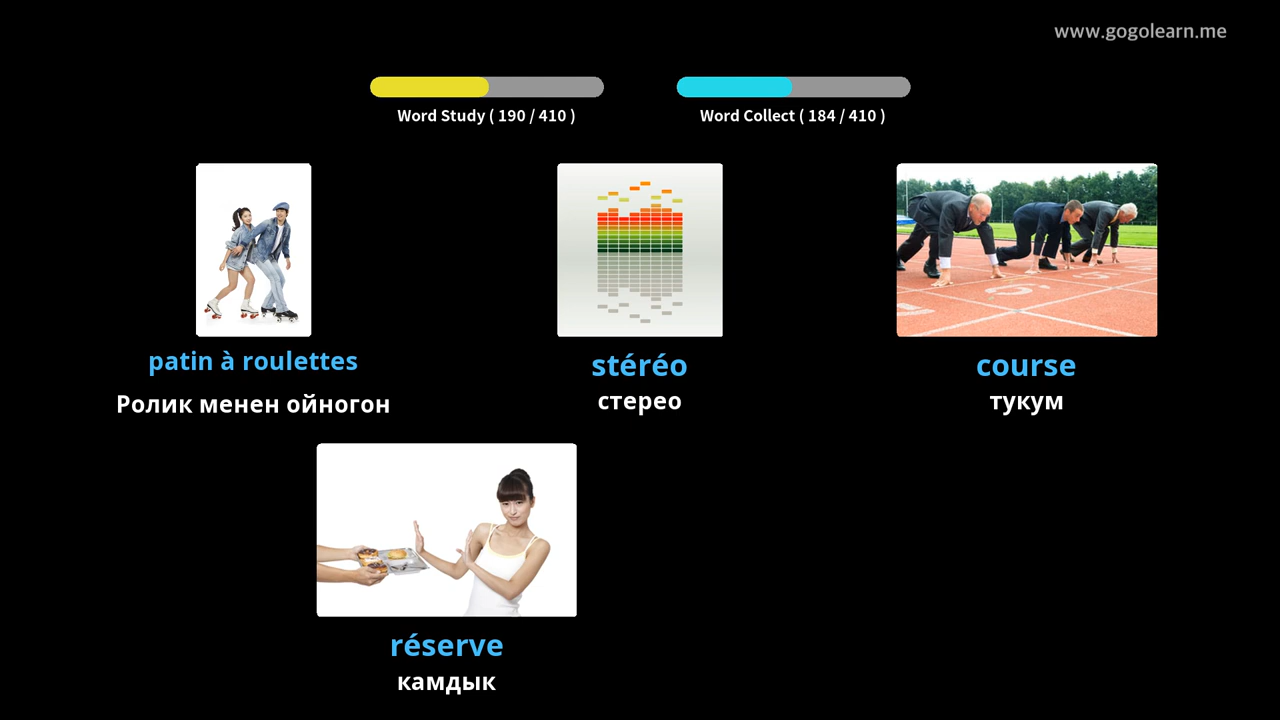 www.gogolearn.me
Word Study ( 190 / 410 )
Word Collect ( 184 / 410 )
patin à roulettes
Ролик менен ойногон
stéréo
стерео
course
тукум
réserve
камдык